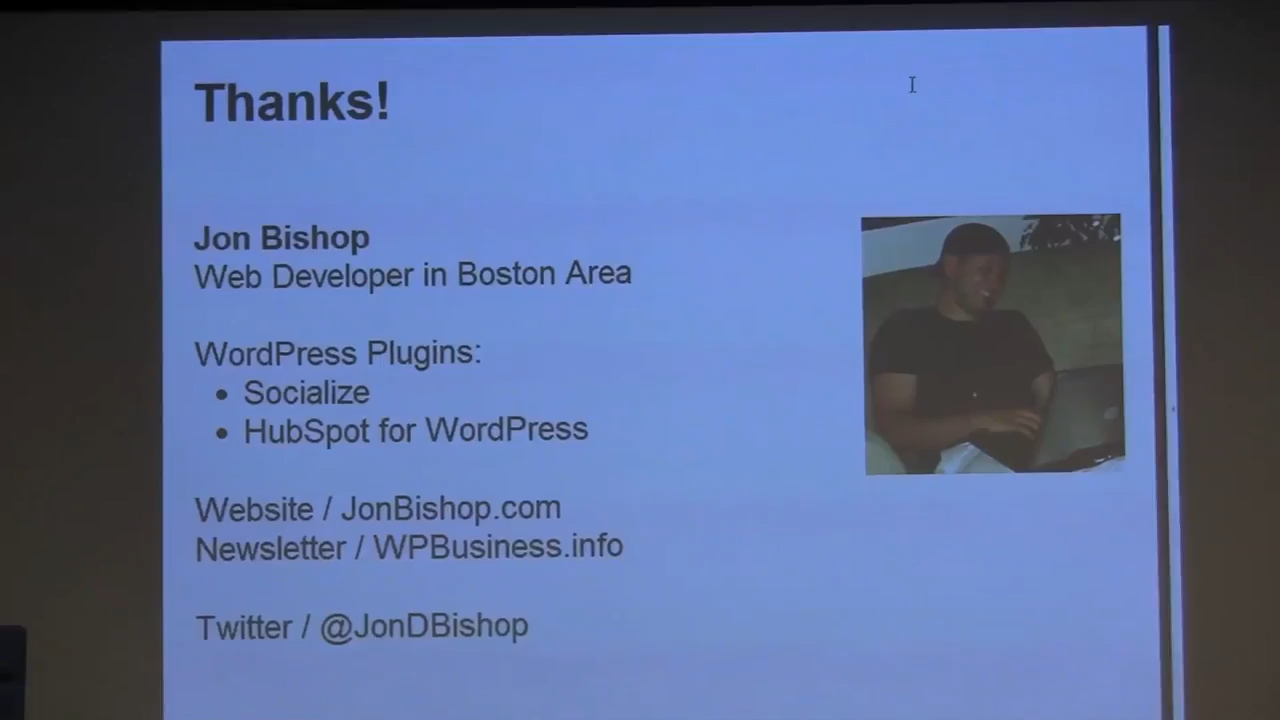 Thanks!
Jon Bishop
Web Developer in Boston Area
WordPress Plugins:
• Socialize
• HubSpot for WordPress
Website / JonBishop.com
Newsletter / WPBusiness.info
Twitter / @JonDBishop